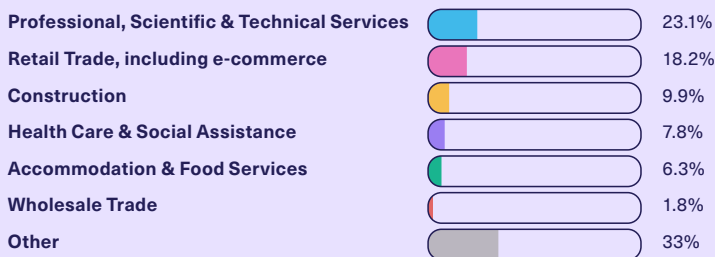 Professional, Scientific & Technical Services 23.1%
Retail Trade, including e-commerce 18.2%
Construction 9.9%
Health Care & Social Assistance 7.8%
Accommodation & Food Services 6.3%
Wholesale Trade 1.8%
Other 33%